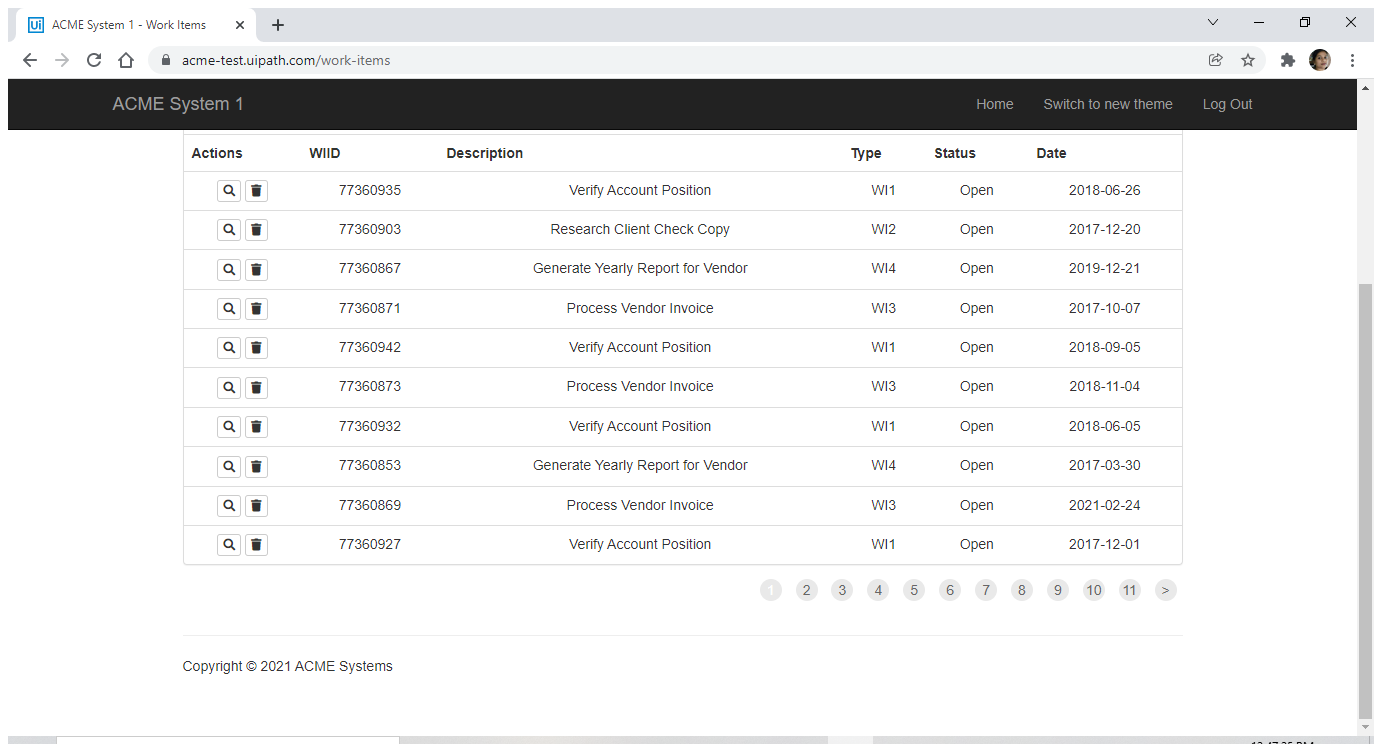 Ui ACME System 1 - Work Items
acme-test.uipath.com/work-items
ACME System 1 Home Switch to new theme Log Out
Actions WIID Description Type Status Date
77360935 Verify Account Position WI1 Open 2018-06-26
77360903 Research Client Check Copy WI2 Open 2017-12-20
77360867 Generate Yearly Report for Vendor WI4 Open 2019-12-21
77360871 Process Vendor Invoice WI3 Open 2017-10-07
77360942 Verify Account Position WI1 Open 2018-09-05
77360873 Process Vendor Invoice WI3 Open 2018-11-04
77360932 Verify Account Position WI1 Open 2018-06-05
77360853 Generate Yearly Report for Vendor WI4 Open 2017-03-30
77360869 Process Vendor Invoice WI3 Open 2021-02-24
77360927 Verify Account Position WI1 Open 2017-12-01
1 2 3 4 5 6 7 8 9 10 11 >
Copyright © 2021 ACME Systems